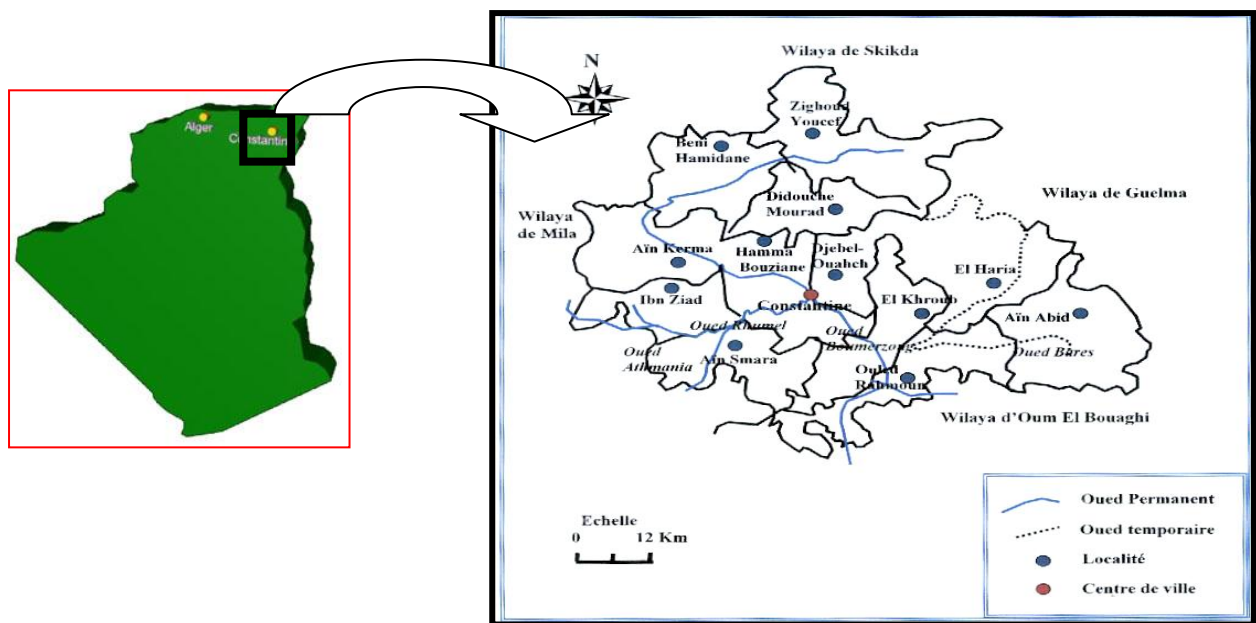 Alger
Constantin
Wilaya de Skikda
N
Zighoud
Youcef
Beni
Hamidane
Wilaya de Guelma
Didouche
Mourad
Wilaya
de Mila
Aïn Kerma
Hamma
Bouziane
Djebel-
Ouahch
El Haria
Ibn Ziad
Constantine
El Khroub
Aïn Abid
Oued Rhumel
Oued
Boumerzoug
Oued
Athmania
Aïn Smara
Oued Bares
Ouled
Rahmoun
Wilaya d'Oum El Bouaghi
Echelle
0 12 Km
Oued Permanent
Oued temporaire
Localité
Centre de ville